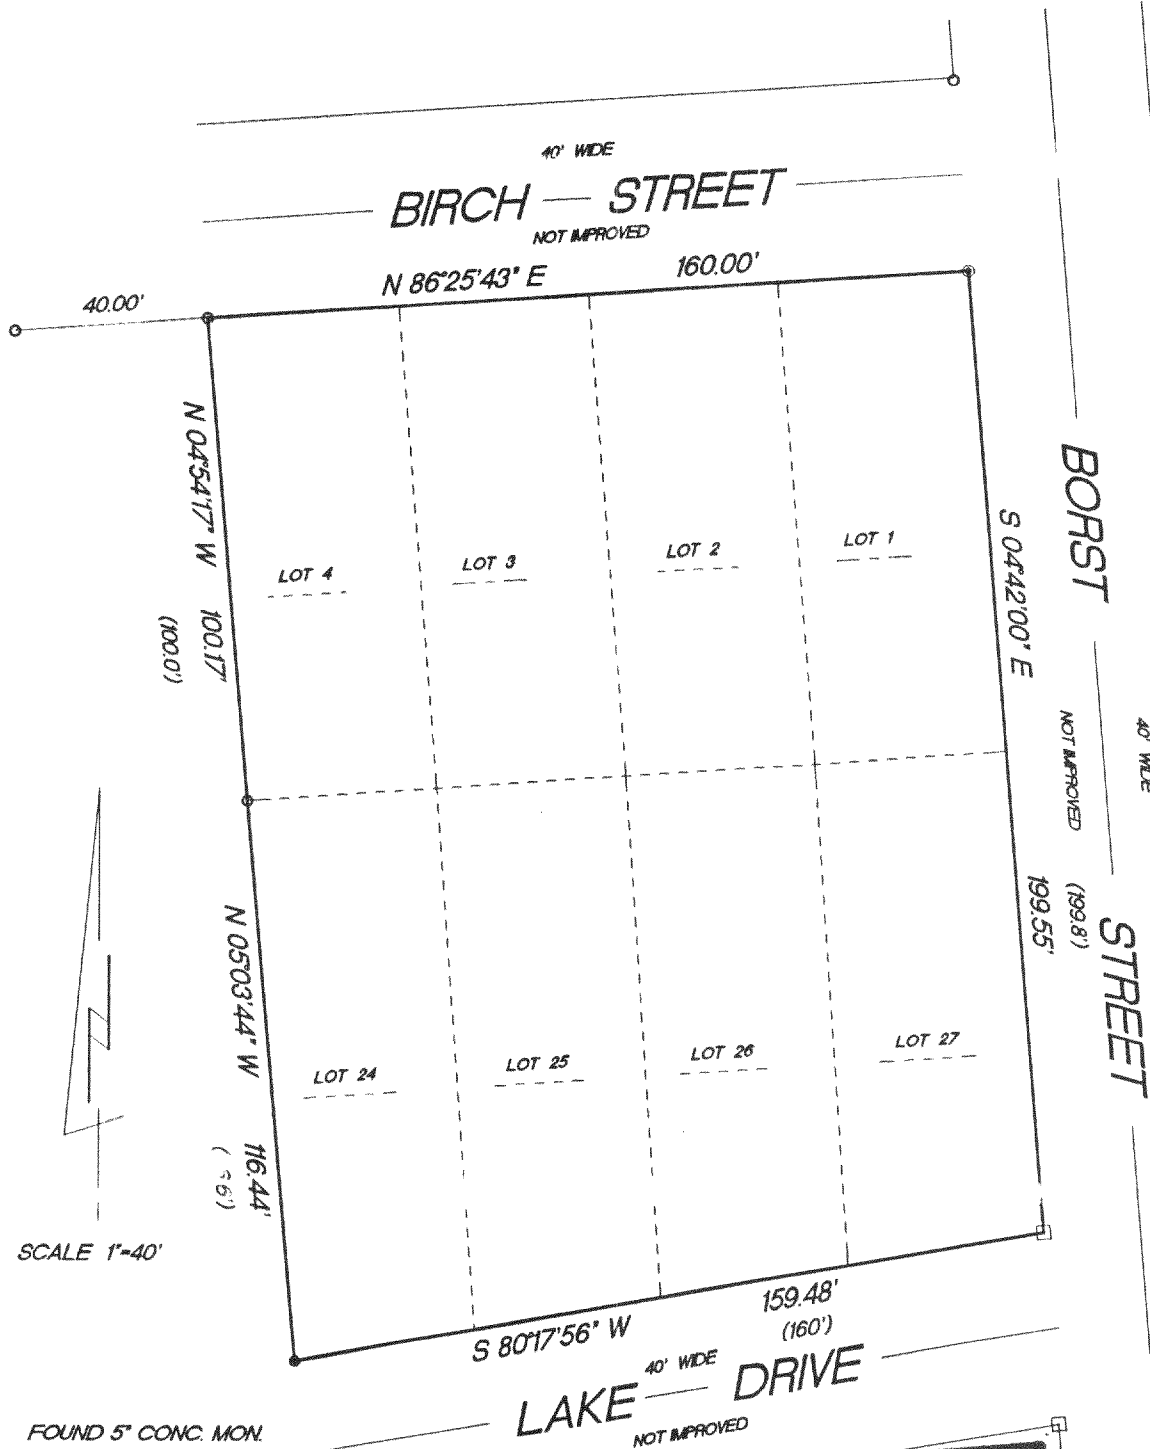 40' WIDE
BIRCH STREET
NOT IMPROVED
N 86°25'43" E 160.00'
40.00'
N 04°54'17" W 100.17'
(100.0')
LOT 4
LOT 3
LOT 2
LOT 1
S 04°42'00" E 199.55'
(199.8')
BORST STREET
NOT IMPROVED
40' WIDE
N 05°03'44" W 116.44'
LOT 24
LOT 25
LOT 26
LOT 27
SCALE 1"=40'
S 80°17'56" W 159.48'
(160')
40' WIDE
LAKE DRIVE
NOT IMPROVED
FOUND 5" CONC. MON.